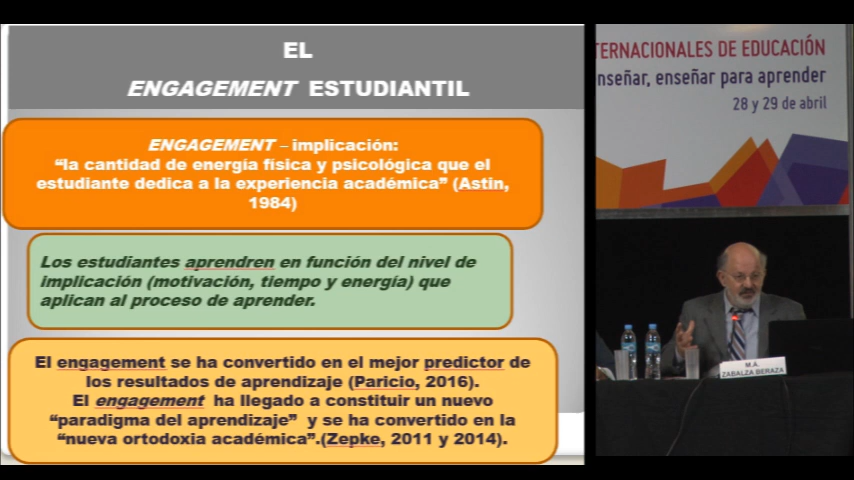 EL
ENGAGEMENT ESTUDIANTIL
ENGAGEMENT – implicación:
“la cantidad de energía física y psicológica que el
estudiante dedica a la experiencia académica” (Astin,
1984)
Los estudiantes aprendren en función del nivel de
implicación (motivación, tiempo y energía) que
aplican al proceso de aprender.
El engagement se ha convertido en el mejor predictor de
los resultados de aprendizaje (Paricio, 2016).
El engagement ha llegado a constituir un nuevo
“paradigma del aprendizaje” y se ha convertido en la
“nueva ortodoxia académica”.(Zepke, 2011 y 2014).
TERNACIONALES DE EDUCACIÓN
nseñar, enseñar para aprender
28 y 29 de abril
M.A.
ZABALZA BERAZA